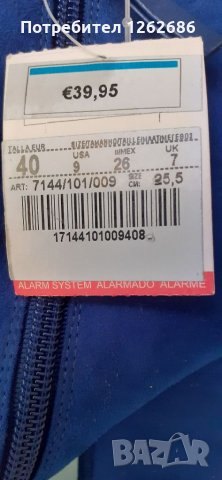 Потребител 1262686
€39,95
TALLA/EUR
40
USA
9
MEX
26
UK
7
ART: 7144/101/009 SIZE CM: 25,5
17144101009408
ALARM SYSTEM ALARMADO ALARME
BAZAR